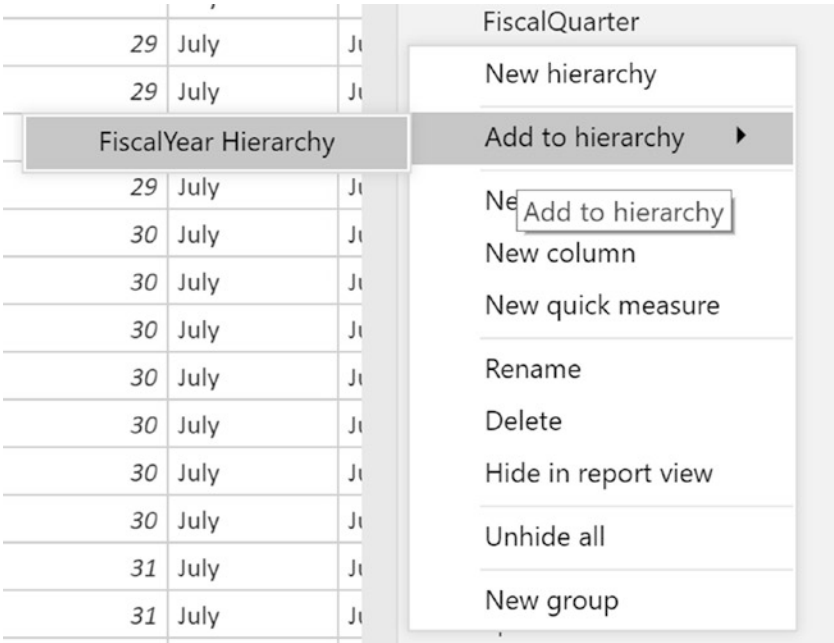 FiscalQuarter
29 July
New hierarchy
29 July
FiscalYear Hierarchy
Add to hierarchy
29 July
Add to hierarchy
30 July
New column
30 July
New quick measure
30 July
30 July
Rename
30 July
Delete
30 July
Hide in report view
30 July
Unhide all
31 July
31 July
New group